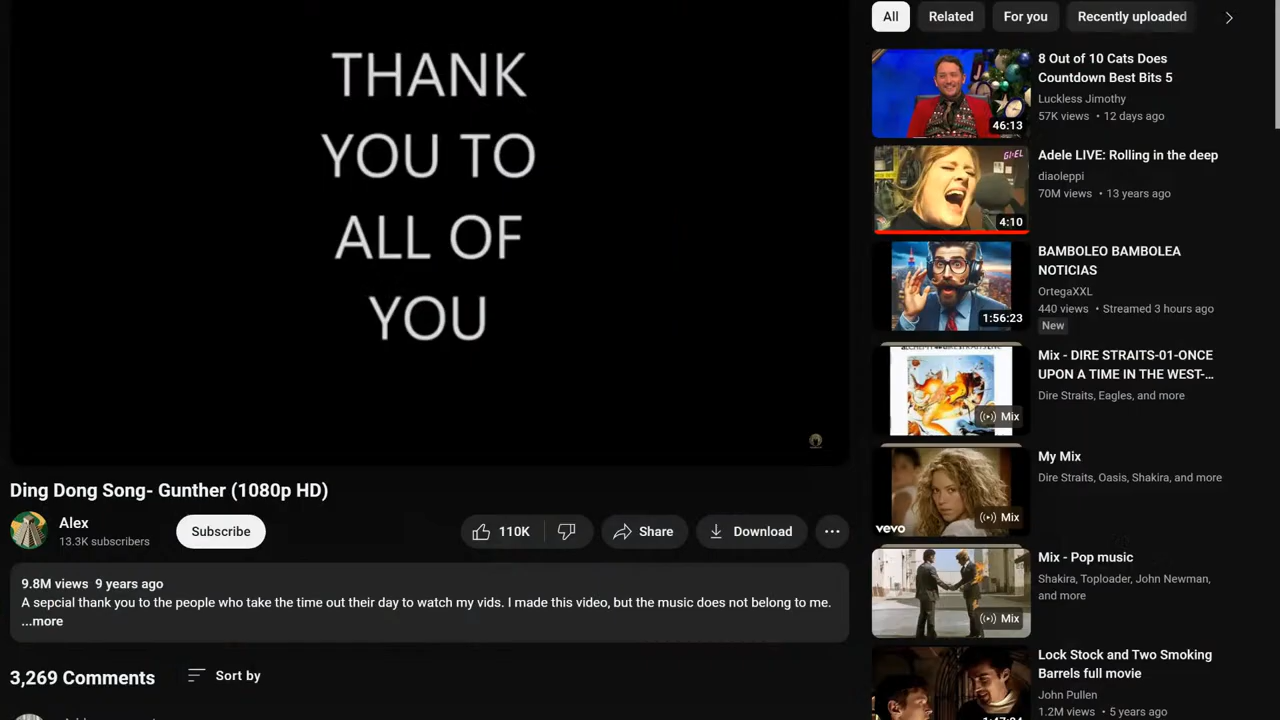 THANK
YOU TO
ALL OF
YOU
Ding Dong Song- Gunther (1080p HD)
Alex
13.3K subscribers
Subscribe
110K
Share
Download
9.8M views 9 years ago
A sepcial thank you to the people who take the time out their day to watch my vids. I made this video, but the music does not belong to me.
...more
3,269 Comments
Sort by
All
Related
For you
Recently uploaded
46:13
8 Out of 10 Cats Does
Countdown Best Bits 5
Luckless Jimothy
57K views • 12 days ago
4:10
Adele LIVE: Rolling in the deep
diaoleppi
70M views • 13 years ago
1:56:23
BAMBOLEO BAMBOLEA
NOTICIAS
OrtegaXXL
440 views • Streamed 3 hours ago
New
Mix
Mix - DIRE STRAITS-01-ONCE
UPON A TIME IN THE WEST-...
Dire Straits, Eagles, and more
vevo
Mix
My Mix
Dire Straits, Oasis, Shakira, and more
Mix
Mix - Pop music
Shakira, Toploader, John Newman,
and more
Lock Stock and Two Smoking
Barrels full movie
John Pullen
1.2M views • 5 years ago